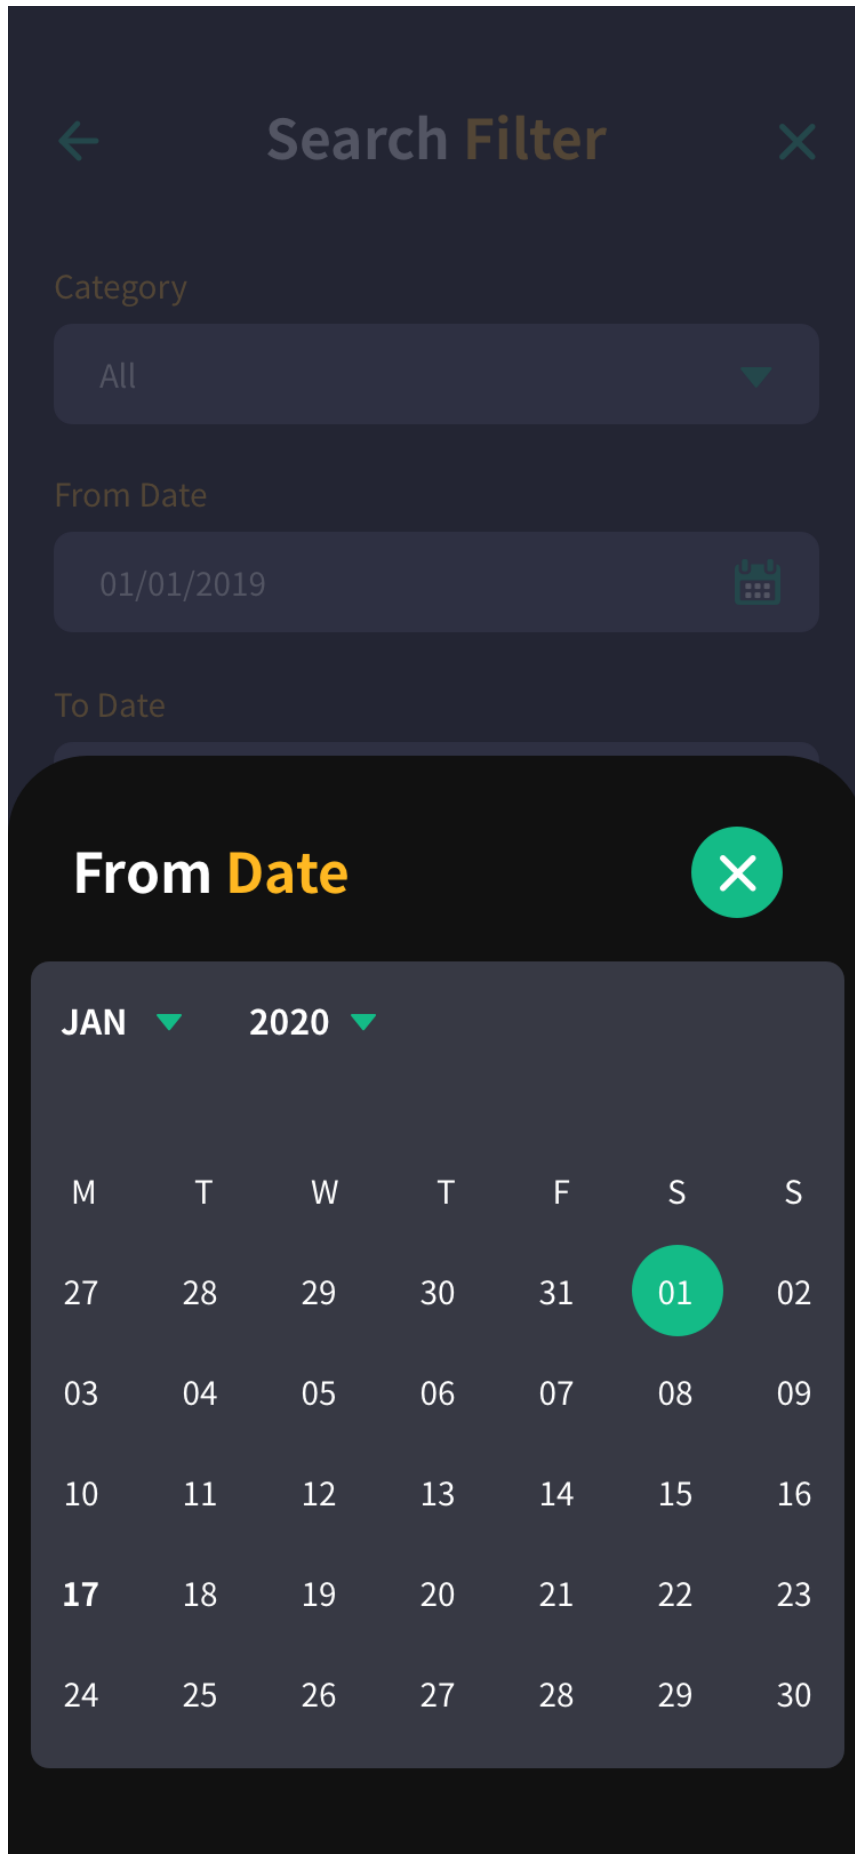 Search Filter
Category
All
From Date
01/01/2019
To Date
From Date
JAN 2020
M T W T F S S
27 28 29 30 31 01 02
03 04 05 06 07 08 09
10 11 12 13 14 15 16
17 18 19 20 21 22 23
24 25 26 27 28 29 30